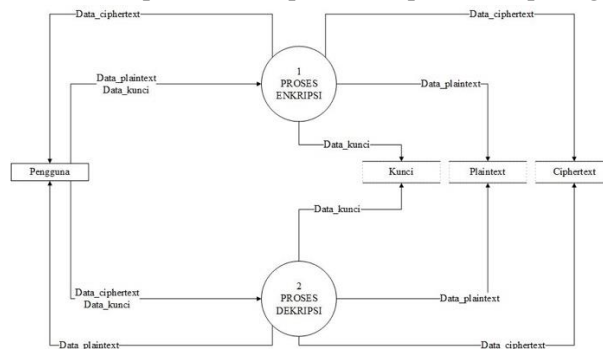 Data_ciphertext
Data_ciphertext
1
PROSES
ENKRIPSI
Data_plaintext
Data_kunci
Data_plaintext
Data_kunci
Pengguna
Kunci
Plaintext
Ciphertext
Data_kunci
2
PROSES
DEKRIPSI
Data_ciphertext
Data_kunci
Data_plaintext
Data_plaintext
Data_ciphertext